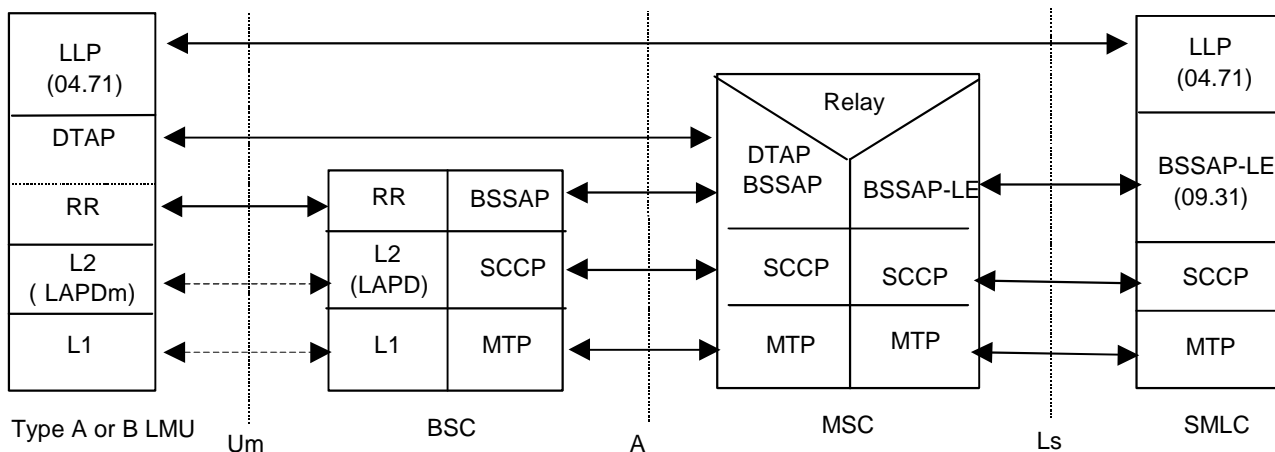 LLP
(04.71)
DTAP
RR
L2
( LAPDm)
L1
Type A or B LMU
Um
RR
BSSAP
L2
(LAPD)
SCCP
L1
MTP
BSC
A
Relay
DTAP
BSSAP
BSSAP-LE
SCCP
SCCP
MTP
MTP
MSC
Ls
LLP
(04.71)
BSSAP-LE
(09.31)
SCCP
MTP
SMLC